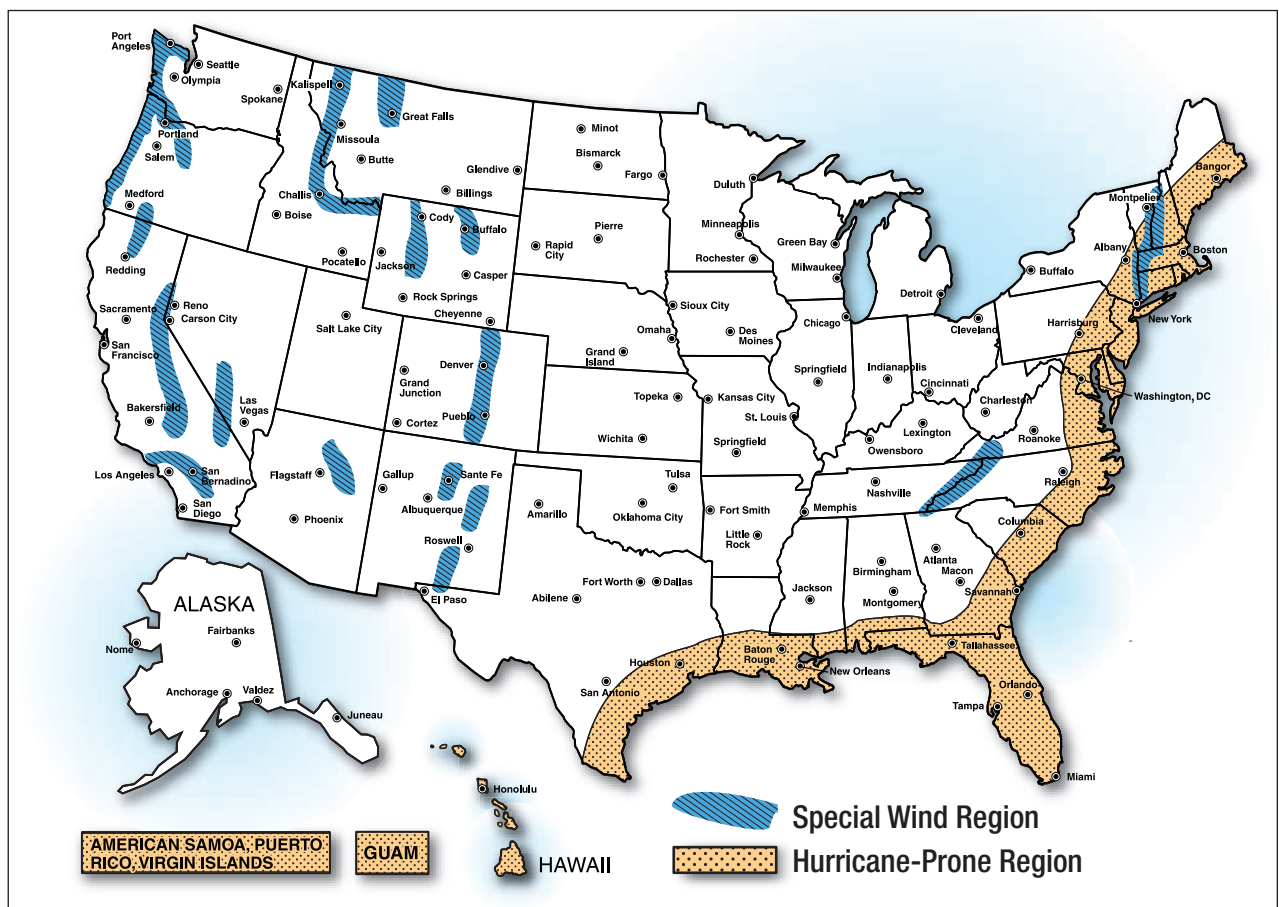 Port
Angeles
Seattle
Olympia
Spokane
Portland
Salem
Medford
Kalispell
Great Falls
Missoula
Butte
Glendive
Billings
Challis
Boise
Pocatello
Cody
Buffalo
Jackson
Casper
Rock Springs
Cheyenne
Minot
Bismarck
Fargo
Pierre
Rapid
City
Duluth
Minneapolis
Rochester
Green Bay
Milwaukee
Detroit
Redding
Sacramento
San
Francisco
Reno
Carson City
Salt Lake City
Bakersfield
Las
Vegas
Los Angeles
San
Bernadino
San
Diego
Denver
Grand
Junction
Pueblo
Cortez
Flagstaff
Phoenix
Gallup
Sante Fe
Albuquerque
Roswell
El Paso
Sioux City
Omaha
Des
Moines
Grand
Island
Topeka
Wichita
Kansas City
St. Louis
Springfield
Chicago
Springfield
Indianapolis
Cincinnati
Cleveland
Charleston
Lexington
Owensboro
Roanoke
Nashville
Memphis
Raleigh
Tulsa
Oklahoma City
Amarillo
Fort Smith
Little
Rock
Fort Worth
Dallas
Abilene
Houston
San Antonio
Jackson
Birmingham
Montgomery
Atlanta
Macon
Columbia
Savannah
Baton
Rouge
New Orleans
Tallahassee
Orlando
Tampa
Miami
Bangor
Montpelier
Albany
Boston
Buffalo
New York
Harrisburg
Washington, DC
ALASKA
Nome
Fairbanks
Anchorage
Valdez
Juneau
Honolulu
HAWAII
AMERICAN SAMOA, PUERTO
RICO, VIRGIN ISLANDS
GUAM
Special Wind Region
Hurricane-Prone Region